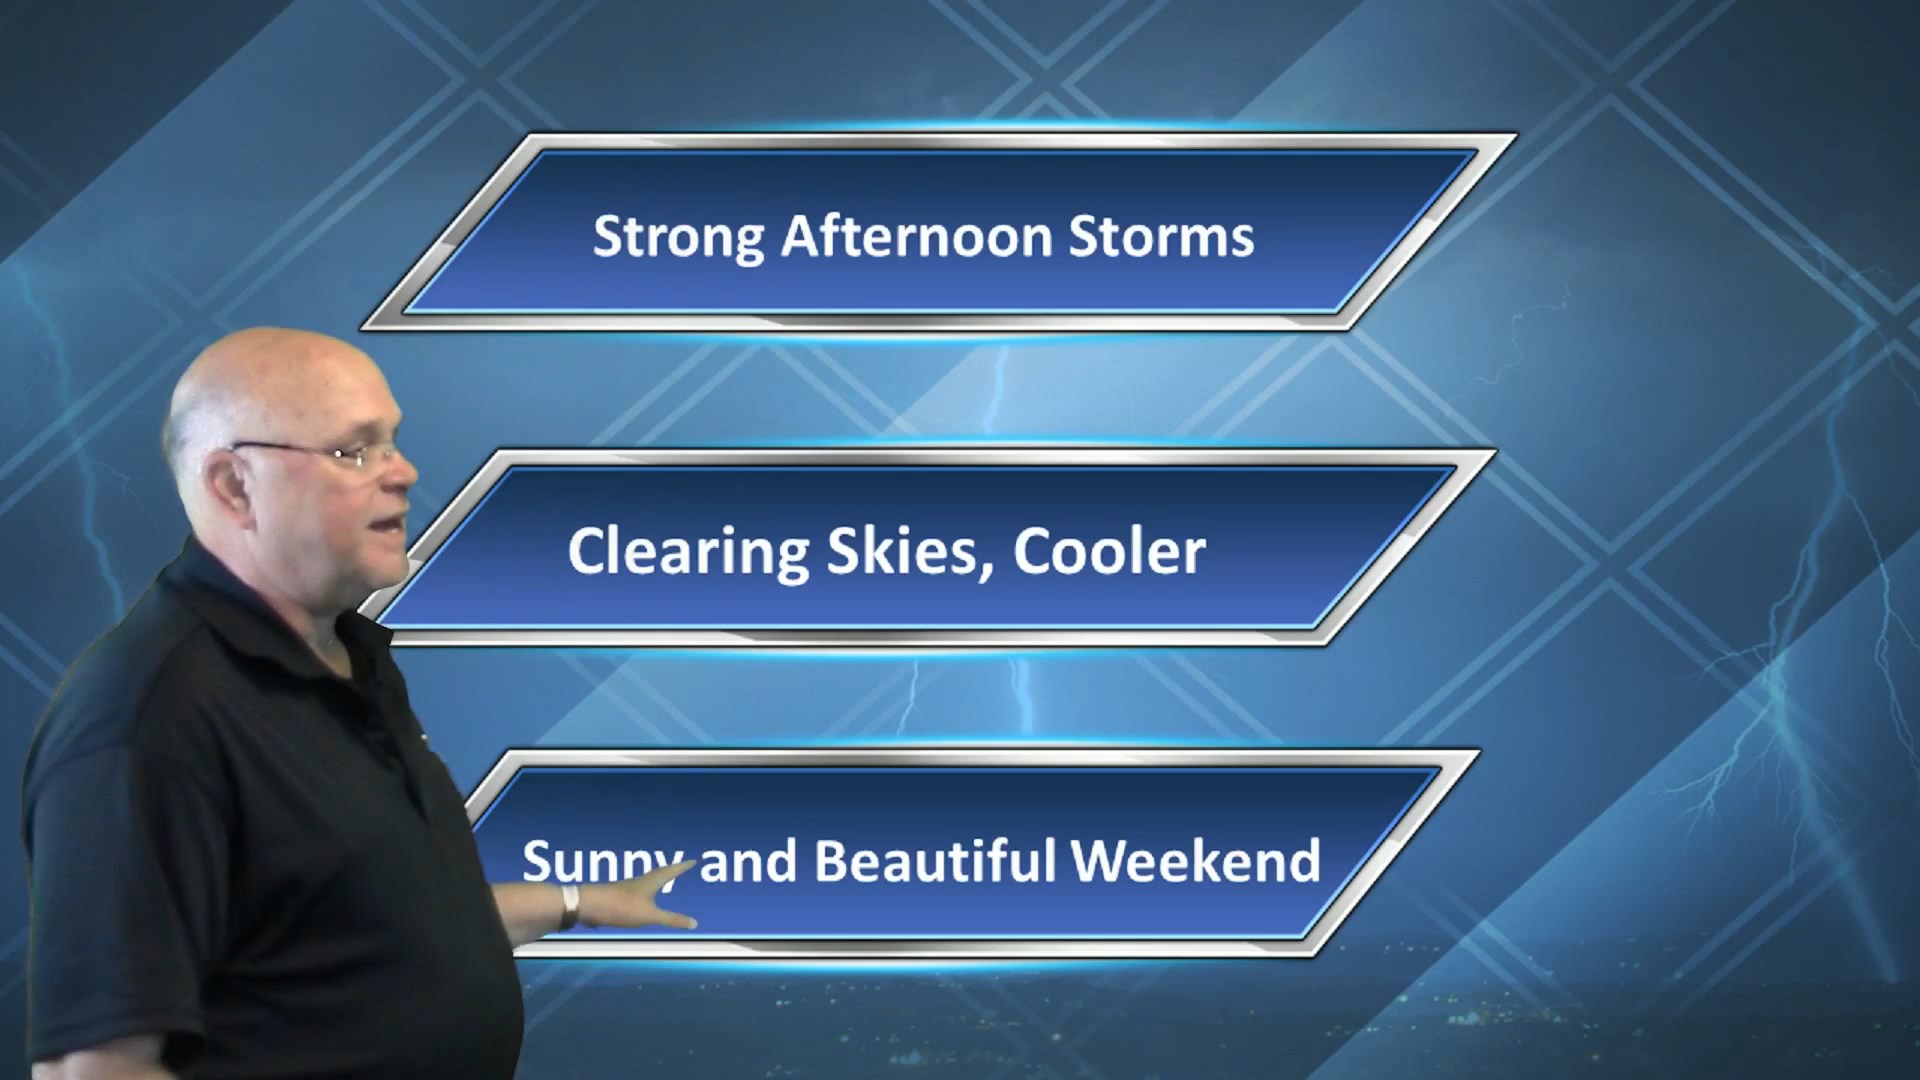 Strong Afternoon Storms
Clearing Skies, Cooler
Sunny and Beautiful Weekend